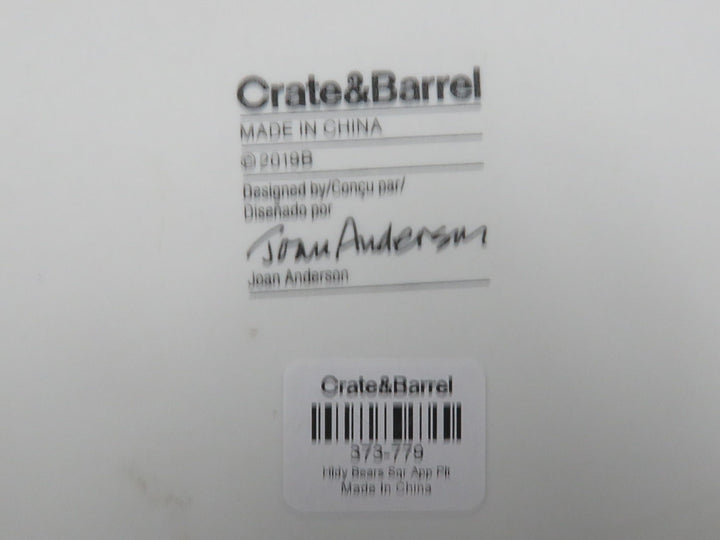 Crate&Barrel
MADE IN CHINA
© 2019B
Designed by/Conçu par/
Diseñado por
Joan Anderson
Joan Anderson
Crate&Barrel
373-779
Hldy Bears Sqr App Plt
Made In China